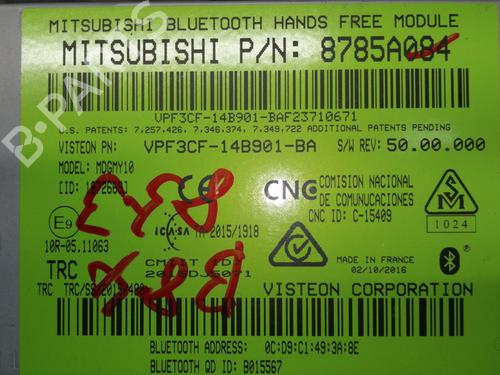 MITSUBISHI BLUETOOTH HANDS FREE MODULE
MITSUBISHI P/N: 8785A084
VPF3CF-14B901-BAF23710671
U.S. PATENTS: 7,257,426, 7,346,374, 7,349,722 ADDITIONAL PATENTS PENDING
VISTEON PN: VPF3CF-14B901-BA S/W REV: 50.00.000
MODEL: MDGMY10
CE
CNC
COMISION NACIONAL
DE COMUNICACIONES
CNC ID: C-15409
1024
E9
10R-05.11063
ICASA
TA-2015/1918
CMIIT ID:
2015DJ5071
MADE IN FRANCE
02/10/2016
TRC
VISTEON CORPORATION
BLUETOOTH ADDRESS: 0C:D9:C1:49:3A:8E
BLUETOOTH QD ID: B015567
B-PARTS